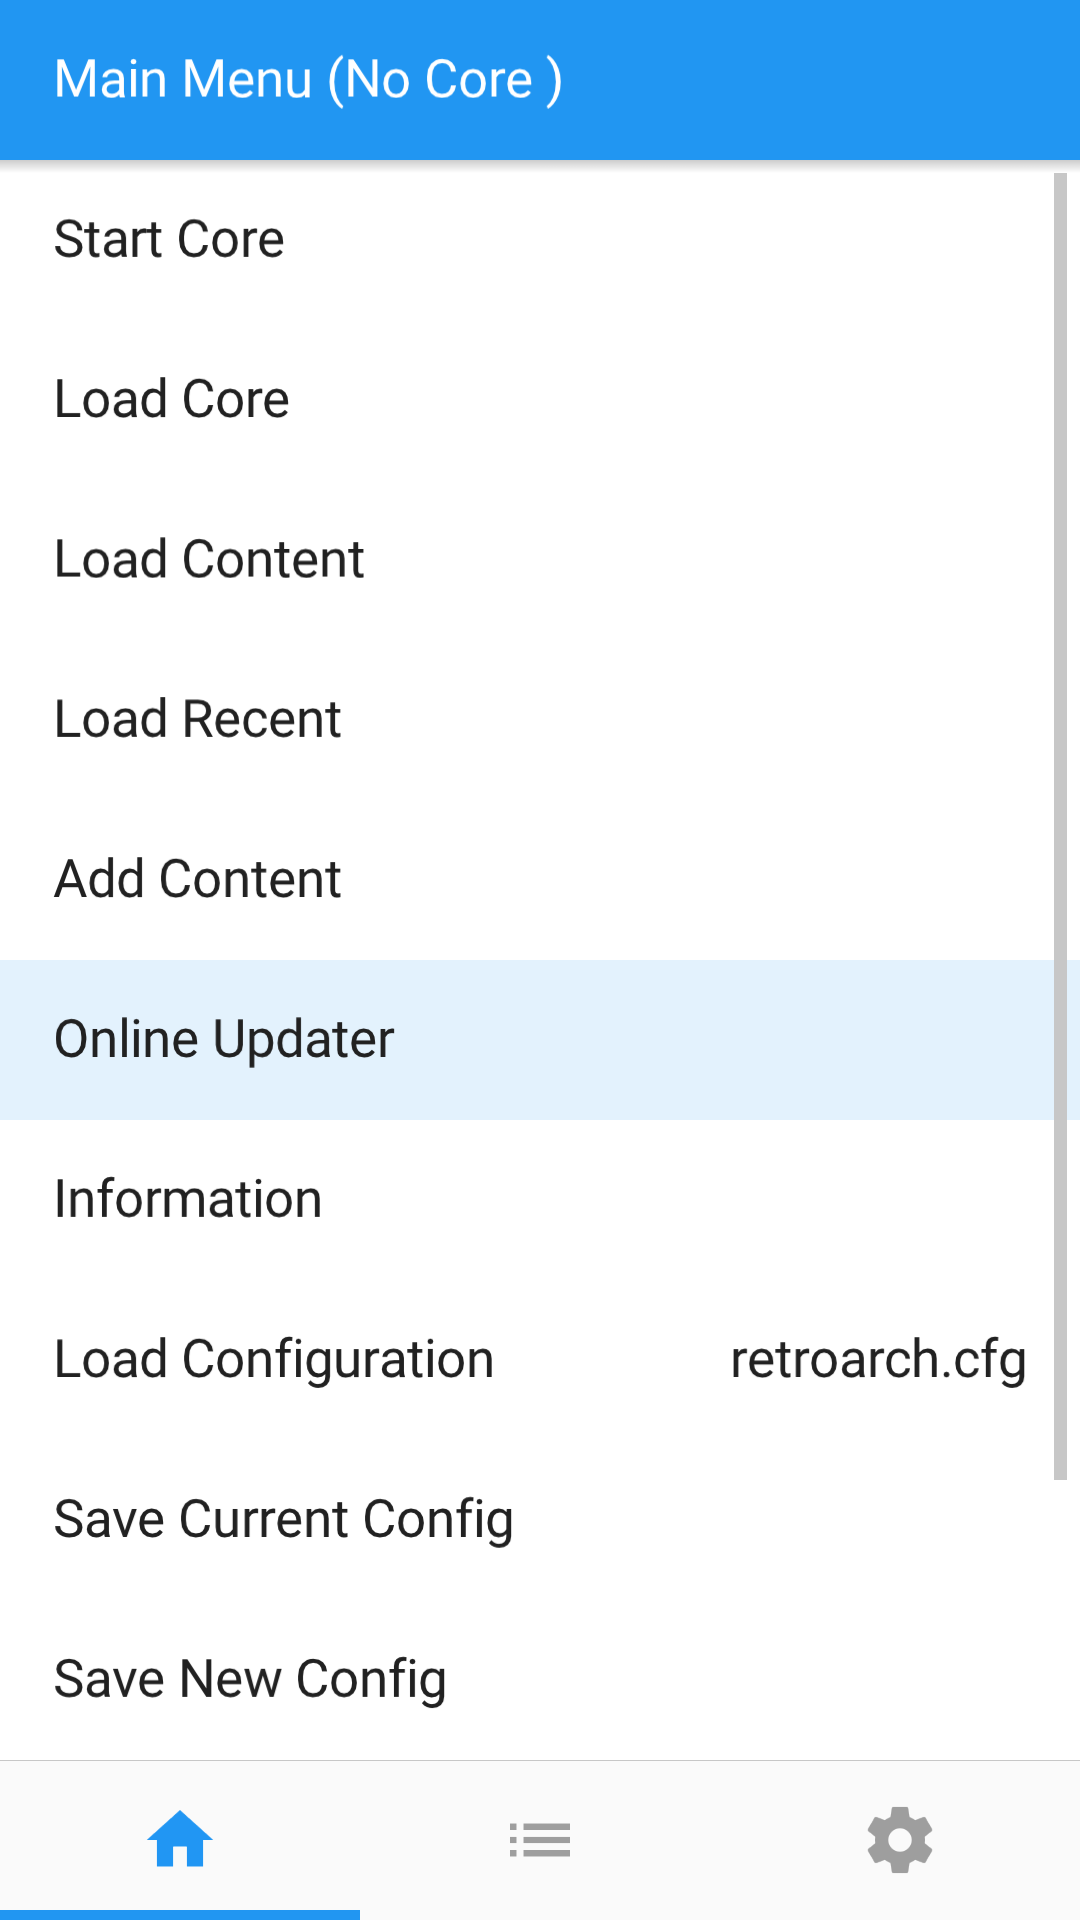 Main Menu (No Core )
Start Core
Load Core
Load Content
Load Recent
Add Content
Online Updater
Information
Load Configuration retroarch.cfg
Save Current Config
Save New Config